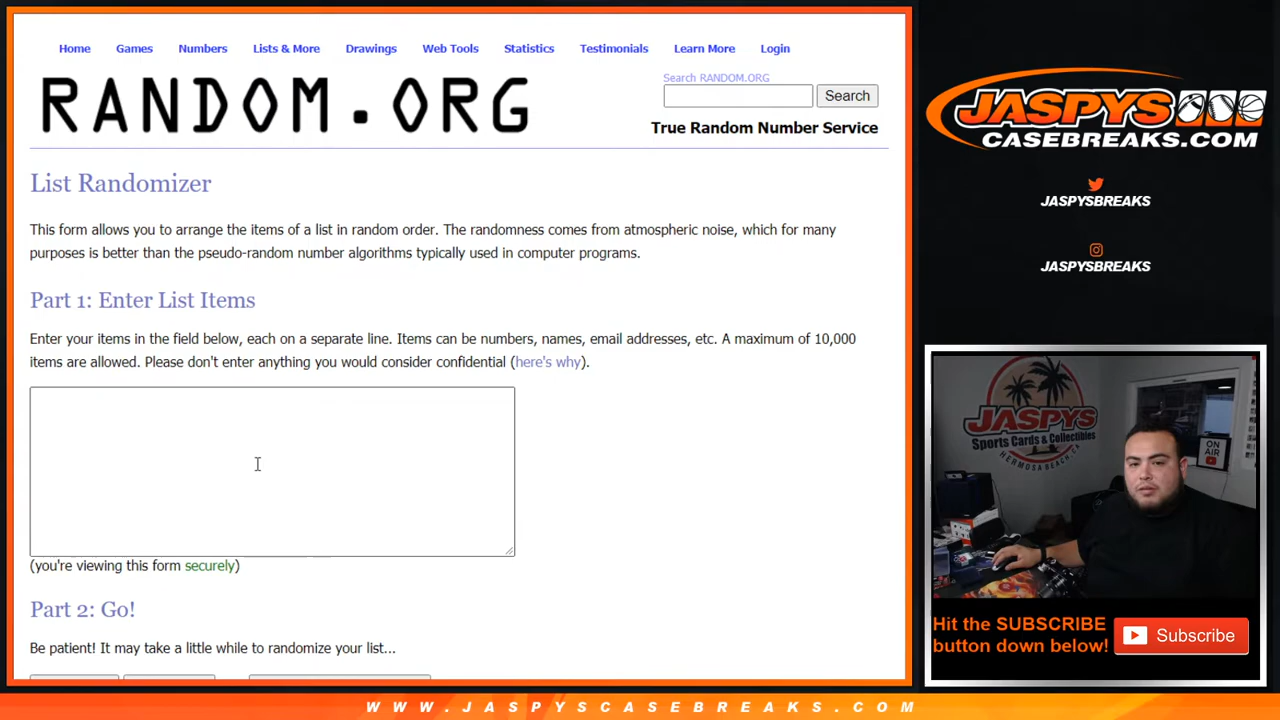 Home Games Numbers Lists & More Drawings Web Tools Statistics Testimonials Learn More Login
RANDOM.ORG
Search RANDOM.ORG
Search
True Random Number Service
List Randomizer
This form allows you to arrange the items of a list in random order. The randomness comes from atmospheric noise, which for many
purposes is better than the pseudo-random number algorithms typically used in computer programs.
Part 1: Enter List Items
Enter your items in the field below, each on a separate line. Items can be numbers, names, email addresses, etc. A maximum of 10,000
items are allowed. Please don't enter anything you would consider confidential (here's why).
(you're viewing this form securely)
Part 2: Go!
Be patient! It may take a little while to randomize your list...
JASPYS
CASEBREAKS.COM
JASPYSBREAKS
JASPYSBREAKS
JASPYS
Sports Cards & Collectibles
HERMOSA BEACH, CA
ON
AIR
Hit the SUBSCRIBE
button down below!
Subscribe
WWW.JASPYSCASEBREAKS.COM